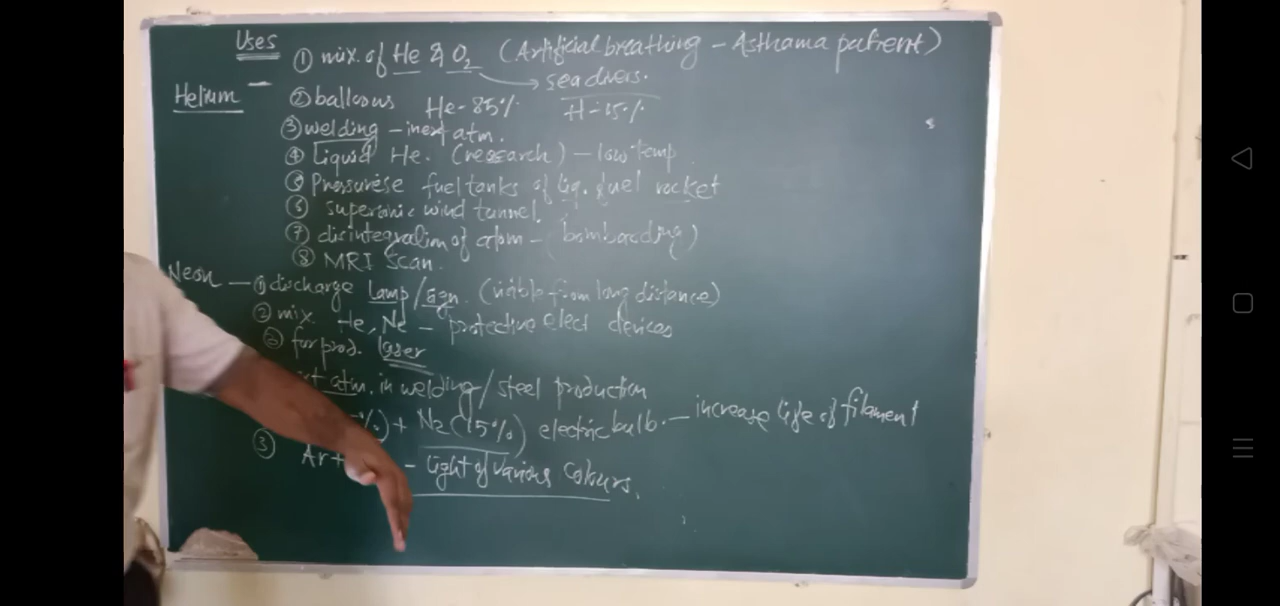 Uses
① mix. of He & O₂ (Artificial breathing - Asthama patient)
→ sea divers.
Helium -
② balloons He-85% H-15%
③ welding - inert atm.
④ Liquid He. (research) - low temp.
⑤ Pressurise fuel tanks of liq. fuel rocket
⑥ supersonic wind tunnel.
⑦ disintegration of atom - (bombarding)
⑧ MRI Scan.
Neon - ① discharge Lamp/sign. (visible from long distance)
② mix. He, Ne - protective elect devices
③ for prod. laser
atm. in welding/steel production
%) + N₂ (15%) electric bulb. - increase life of filament
③ Ar+ - Light of various colours.